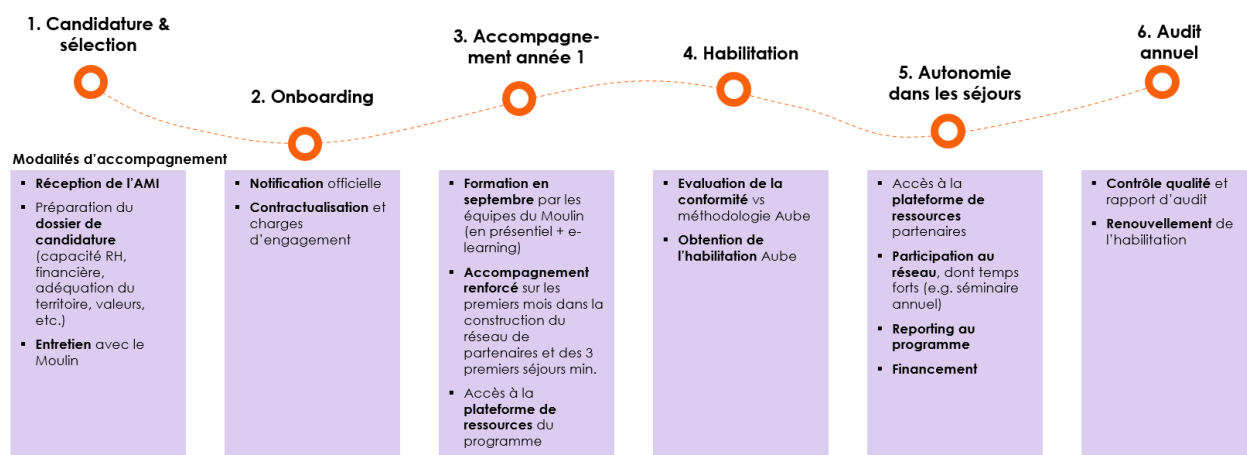 1. Candidature &
sélection
2. Onboarding
3. Accompagne-
ment année 1
4. Habilitation
5. Autonomie
dans les séjours
6. Audit
annuel
Modalités d'accompagnement
▪ Réception de l'AMI
▪ Préparation du
dossier de
candidature
(capacité RH,
financière,
adéquation du
territoire, valeurs,
etc.)
▪ Entretien avec le
Moulin
▪ Notification officielle
▪ Contractualisation et
charges
d'engagement
▪ Formation en
septembre par les
équipes du Moulin
(en présentiel + e-
learning)
▪ Accompagnement
renforcé sur les
premiers mois dans la
construction du
réseau de
partenaires et des 3
premiers séjours min.
▪ Accès à la
plateforme de
ressources du
programme
▪ Evaluation de la
conformité vs
méthodologie Aube
▪ Obtention de
l'habilitation Aube
▪ Accès à la
plateforme de
ressources
partenaires
▪ Participation au
réseau, dont temps
forts (e.g. séminaire
annuel)
▪ Reporting au
programme
▪ Financement
▪ Contrôle qualité et
rapport d'audit
▪ Renouvellement de
l'habilitation